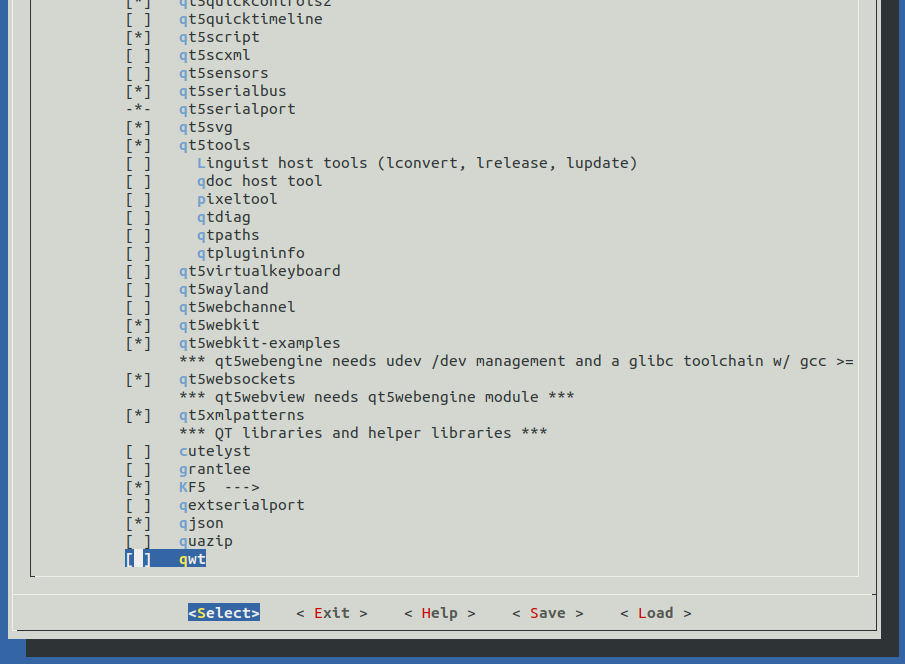 [*] qt5quickcontrols2
[ ] qt5quicktimeline
[*] qt5script
[ ] qt5scxml
[ ] qt5sensors
[*] qt5serialbus
-*- qt5serialport
[*] qt5svg
[*] qt5tools
[ ] Linguist host tools (lconvert, lrelease, lupdate)
[ ] qdoc host tool
[ ] pixeltool
[ ] qtdiag
[ ] qtpaths
[ ] qtplugininfo
[ ] qt5virtualkeyboard
[ ] qt5wayland
[ ] qt5webchannel
[*] qt5webkit
[*] qt5webkit-examples
*** qt5webengine needs udev /dev management and a glibc toolchain w/ gcc >=
[*] qt5websockets
*** qt5webview needs qt5webengine module ***
[*] qt5xmlpatterns
*** QT libraries and helper libraries ***
[ ] cutelyst
[ ] grantlee
[*] KF5 --->
[ ] qextserialport
[*] qjson
[ ] quazip
[ ] qwt
<Select> < Exit > < Help > < Save > < Load >